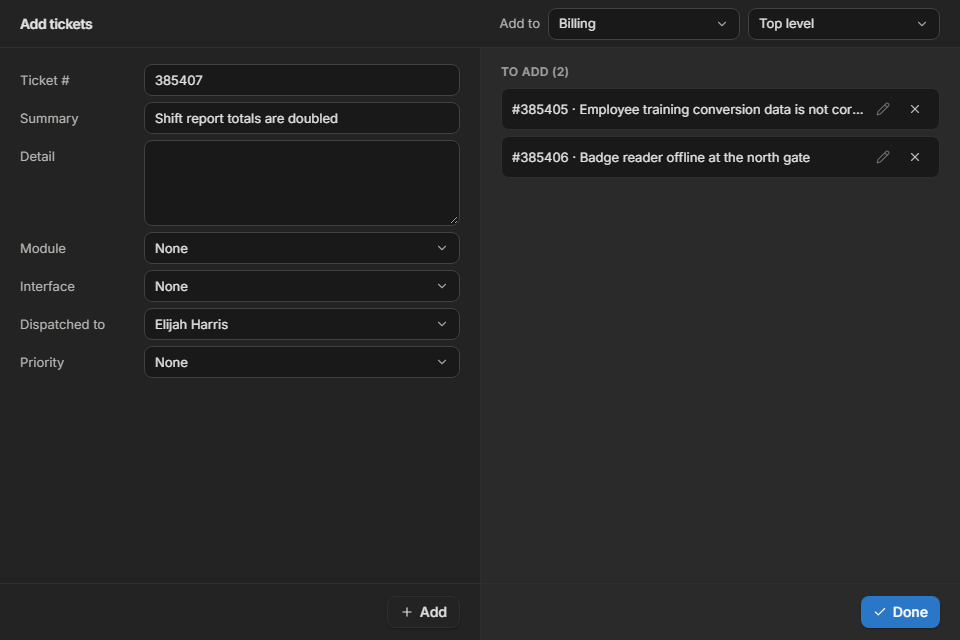 Add tickets
Add to Billing Top level
Ticket # 385407
Summary Shift report totals are doubled
Detail
Module None
Interface None
Dispatched to Elijah Harris
Priority None
+ Add
TO ADD (2)
#385405 · Employee training conversion data is not cor...
#385406 · Badge reader offline at the north gate
Done